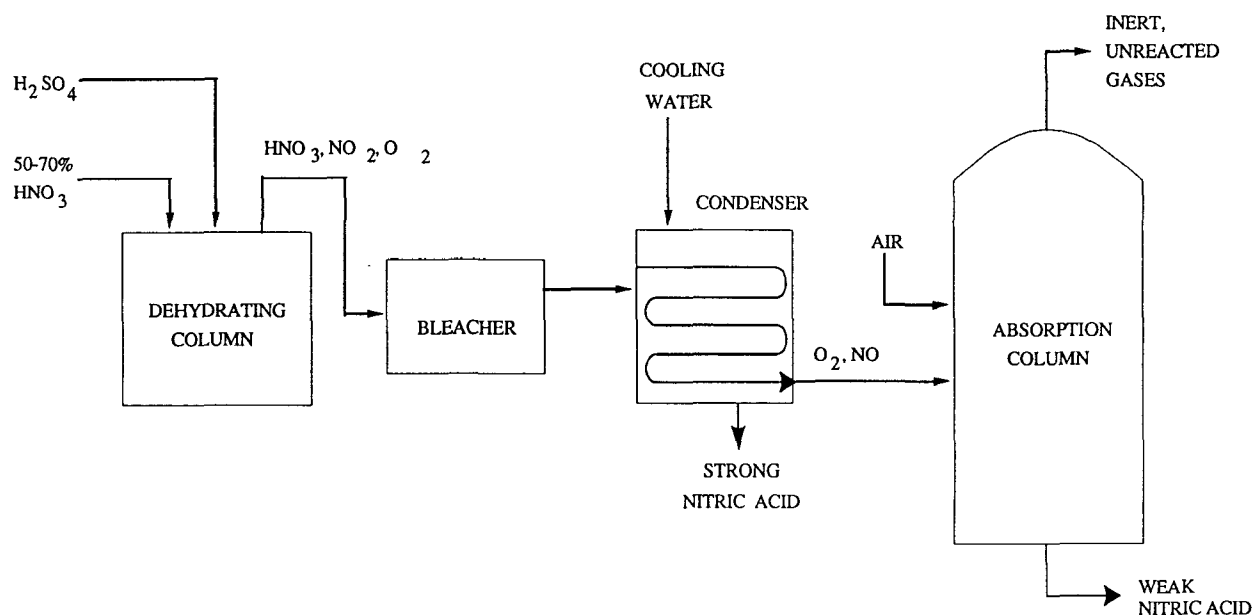 H2SO4
50-70%
HNO3
HNO3, NO2, O2
DEHYDRATING
COLUMN
BLEACHER
COOLING
WATER
CONDENSER
STRONG
NITRIC ACID
O2, NO
AIR
INERT,
UNREACTED
GASES
ABSORPTION
COLUMN
WEAK
NITRIC ACID